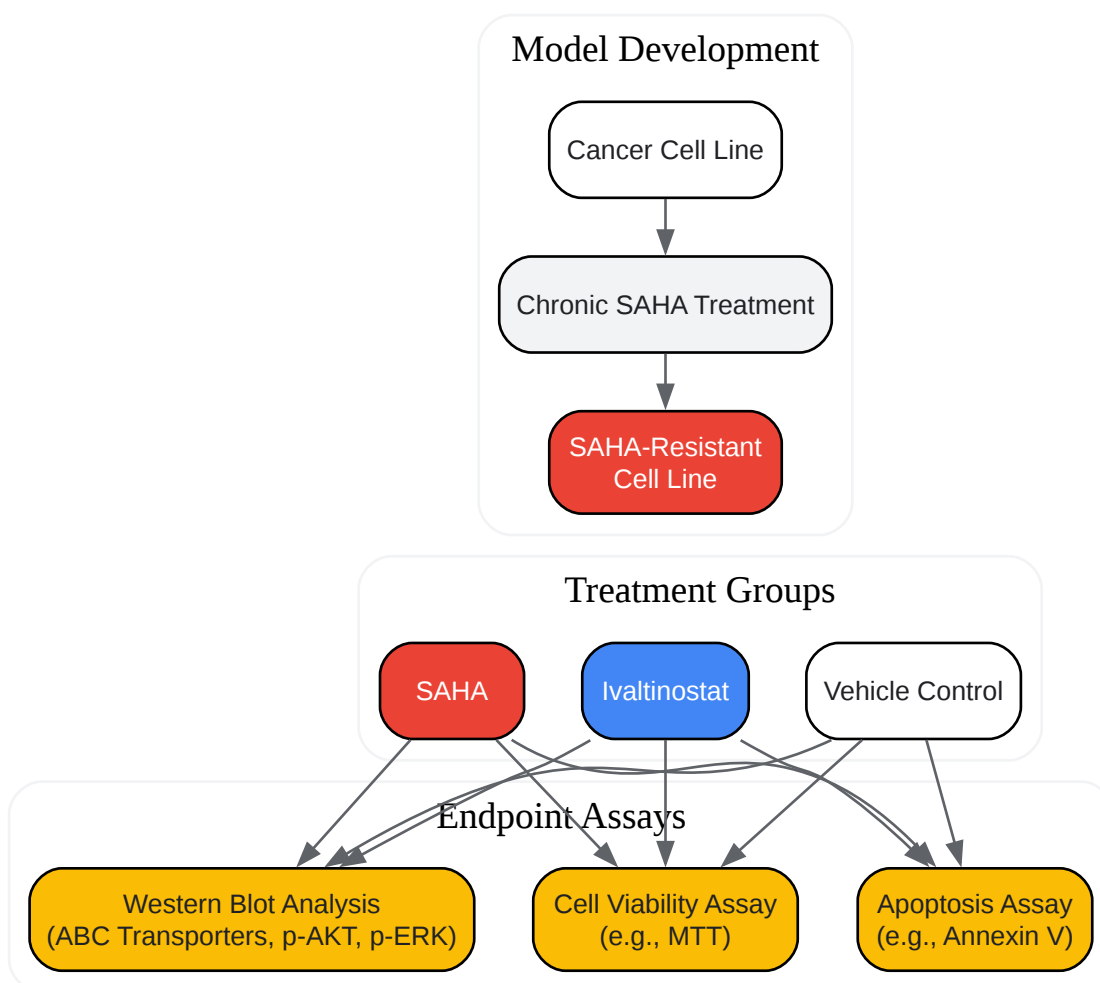 Model Development
Cancer Cell Line
Chronic SAHA Treatment
SAHA-Resistant
Cell Line
Treatment Groups
SAHA
Ivaltinostat
Vehicle Control
Endpoint Assays
Western Blot Analysis
(ABC Transporters, p-AKT, p-ERK)
Cell Viability Assay
(e.g., MTT)
Apoptosis Assay
(e.g., Annexin V)